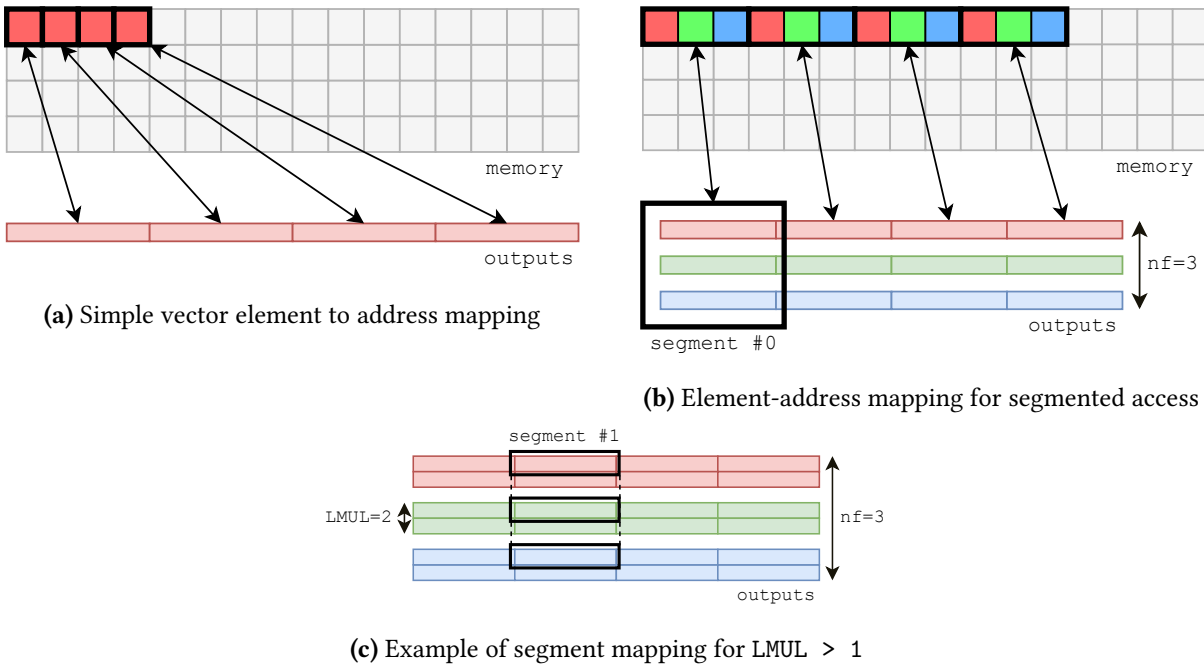 memory
outputs
(a) Simple vector element to address mapping
memory
nf=3
outputs
segment #0
(b) Element-address mapping for segmented access
segment #1
LMUL=2
nf=3
outputs
(c) Example of segment mapping for LMUL > 1